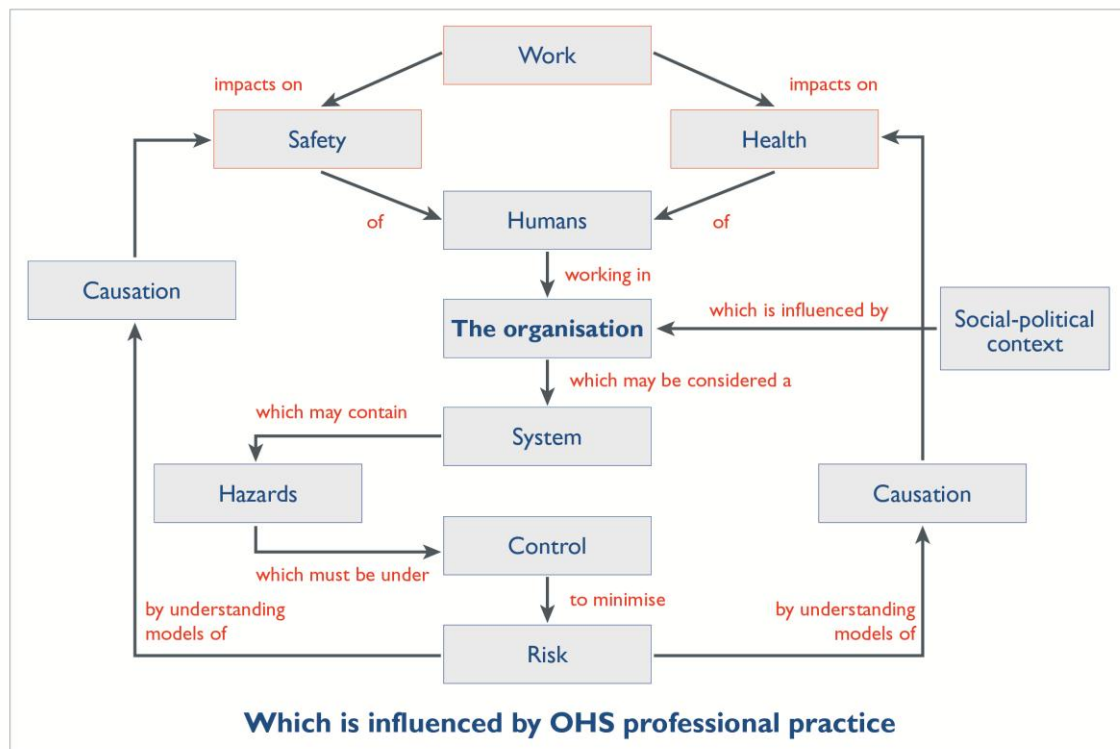 Work
impacts on
impacts on
Safety
Health
of
Humans
of
working in
Causation
The organisation
which is influenced by
Social-political
context
which may be considered a
which may contain
System
Hazards
Causation
Control
which must be under
to minimise
by understanding
models of
by understanding
models of
Risk
Which is influenced by OHS professional practice